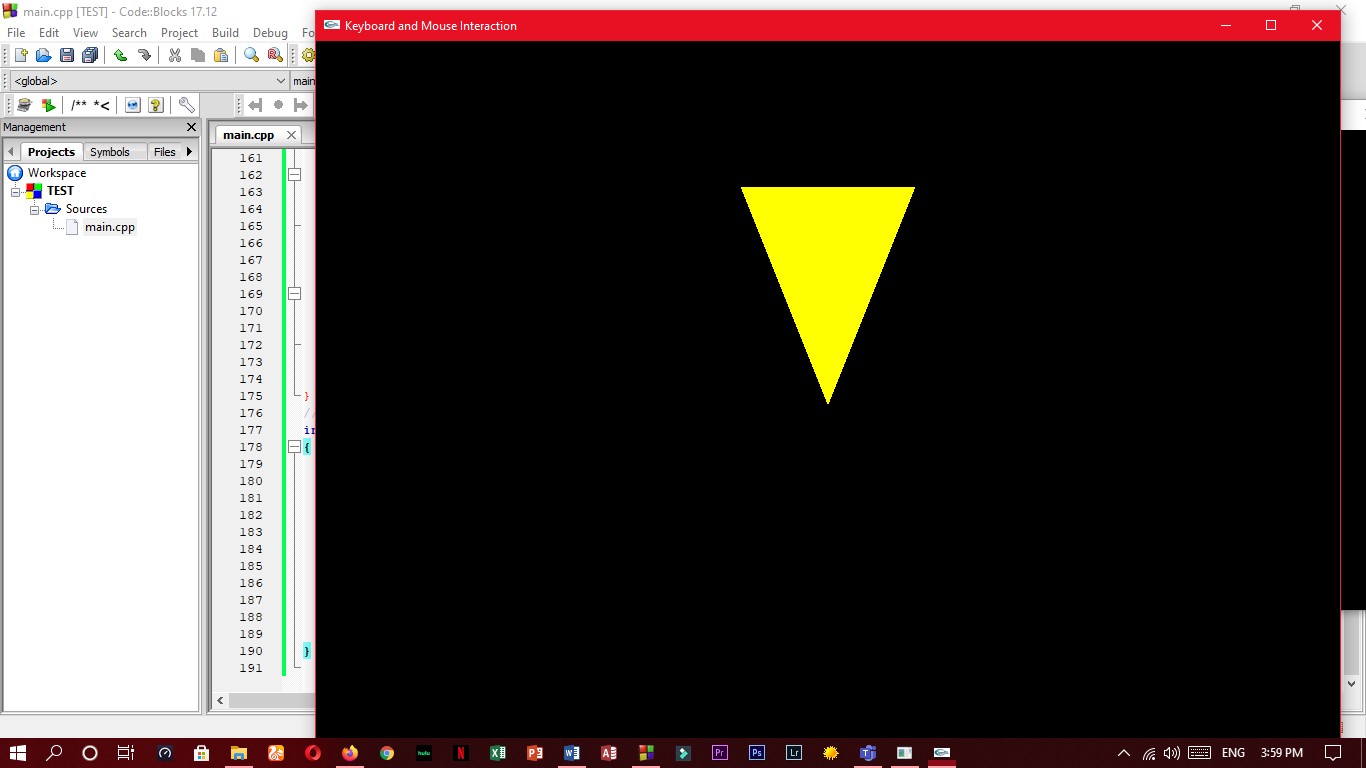 main.cpp [TEST] - Code::Blocks 17.12
Keyboard and Mouse Interaction
File Edit View Search Project Build Debug Fo
<global>
main
/** *<
Management
Projects Symbols Files
main.cpp
Workspace
TEST
Sources
main.cpp
161
162
163
164
165
166
167
168
169
170
171
172
173
174
175 }
176 //
177 in
178 {
179
180
181
182
183
184
185
186
187
188
189
190 }
191
hulu N X P W A Pr Ps Lr T
ENG 3:59 PM